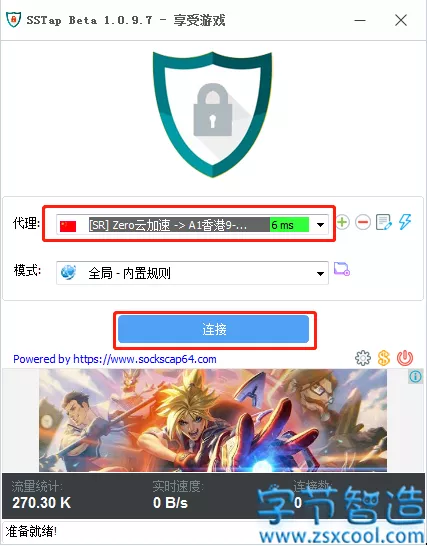 SSTap Beta 1.0.9.7 - 享受游戏
代理: [SR] Zero云加速 -> A1香港9-... 6 ms
模式: 全局 - 内置规则
连接
Powered by https://www.sockscap64.com
流量统计: 实时速度: 连接数
270.30 K 0 B/s 0
准备就绪!
字节智造
www.zsxcool.com